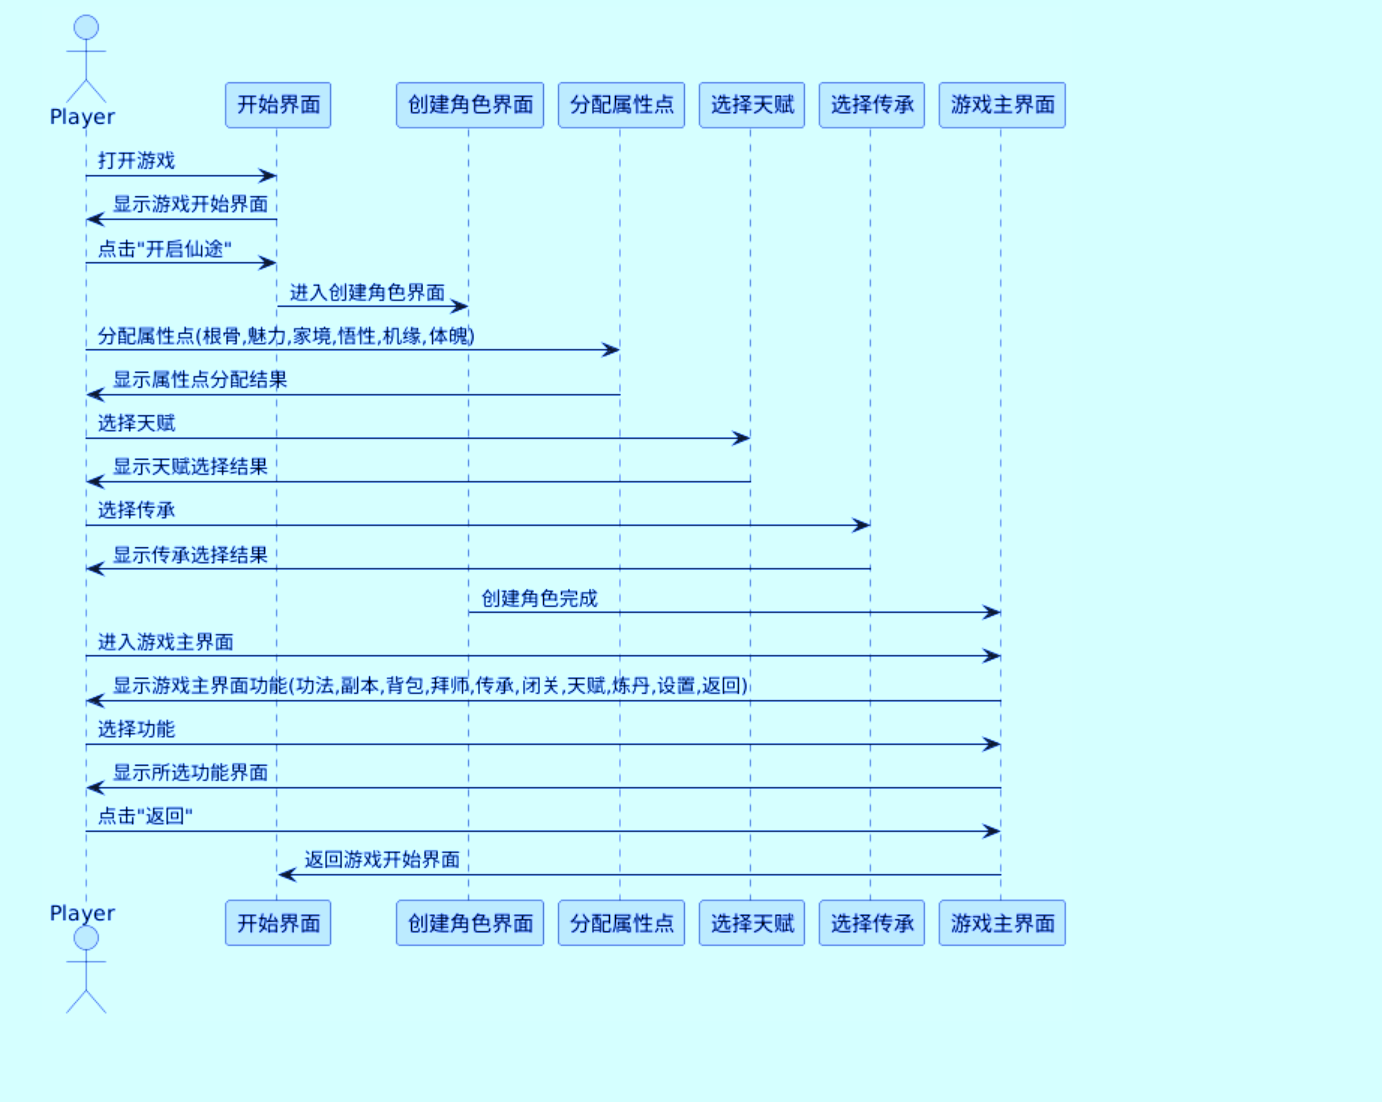 Player
开始界面
创建角色界面
分配属性点
选择天赋
选择传承
游戏主界面
打开游戏
显示游戏开始界面
点击"开启仙途"
进入创建角色界面
分配属性点(根骨,魅力,家境,悟性,机缘,体魄)
显示属性点分配结果
选择天赋
显示天赋选择结果
选择传承
显示传承选择结果
创建角色完成
进入游戏主界面
显示游戏主界面功能(功法,副本,背包,拜师,传承,闭关,天赋,炼丹,设置,返回)
选择功能
显示所选功能界面
点击"返回"
返回游戏开始界面
Player
开始界面
创建角色界面
分配属性点
选择天赋
选择传承
游戏主界面